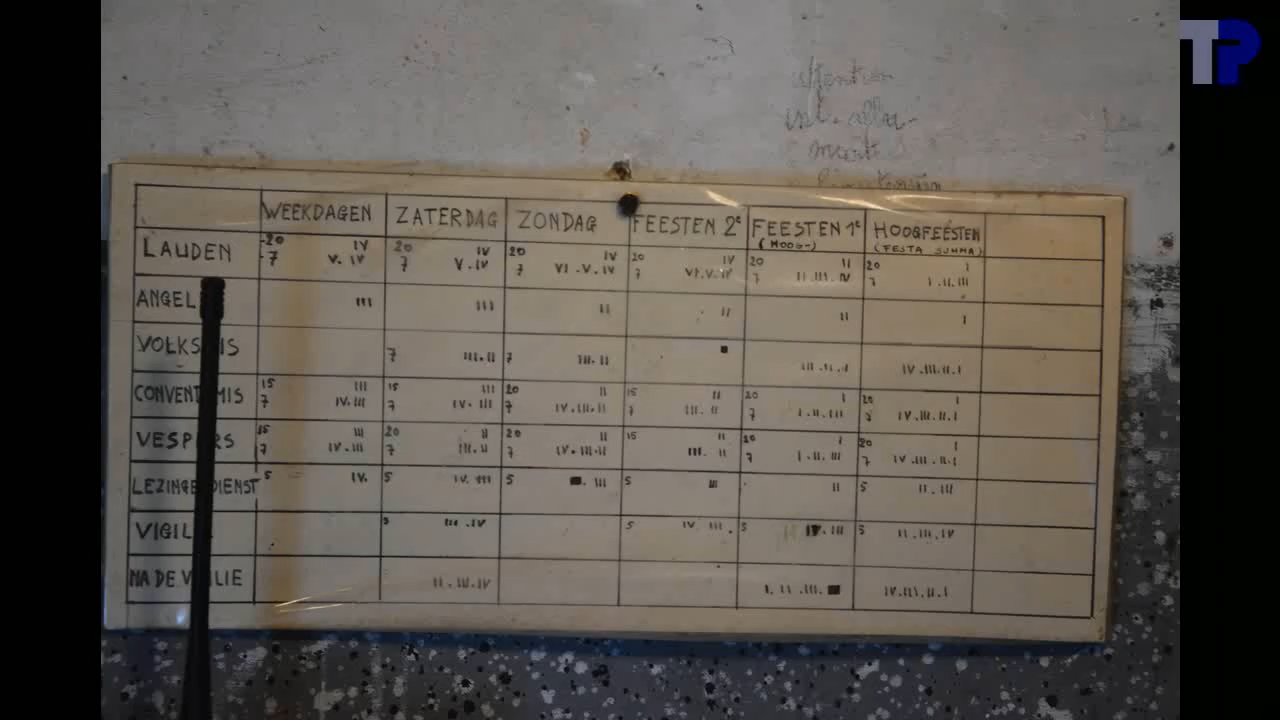 TP
WEEKDAGEN ZATERDAG ZONDAG FEESTEN 2e FEESTEN 1e HOOGFEESTEN
(HOOG-) (FESTA SUMMA)
LAUDEN -20 IV 20 IV 20 IV 20 IV 20 II 20 I
-7 V. IV 7 V.IV 7 VI.V.IV 7 VI.V.IV 7 II.III.IV 7 I.II.III
ANGEL III III II II II I
VOLKS IS 7 III.II 7 III.II III.II.I IV.III.II.I
CONVENT MIS 15 III 15 III 20 II 15 II 20 I 20 I
7 IV.III 7 IV.III 7 IV.III.II 7 III.II 7 I.II.III 7 IV.III.II.I
VESP RS 15 III 20 II 20 II 15 II 20 I 20 I
7 IV.III 7 III.II 7 IV.III.II III.II 7 I.II.III 7 IV.III.II.I
LEZINGE DIENST 5 IV. 5 IV.III 5 III 5 III II 5 II.III
VIGIL 5 III.IV 5 IV III. 5 IV.III 5 II.III.IV
NA DE V LIE II.III.IV I.II.III. IV.III.II.I